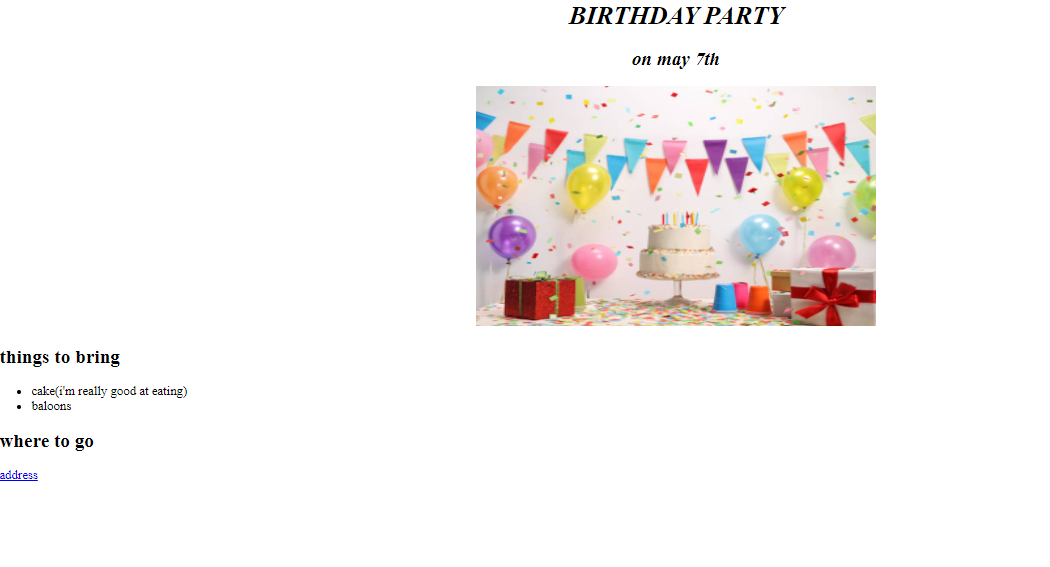 BIRTHDAY PARTY
on may 7th
things to bring
cake(i'm really good at eating)
baloons
where to go
address